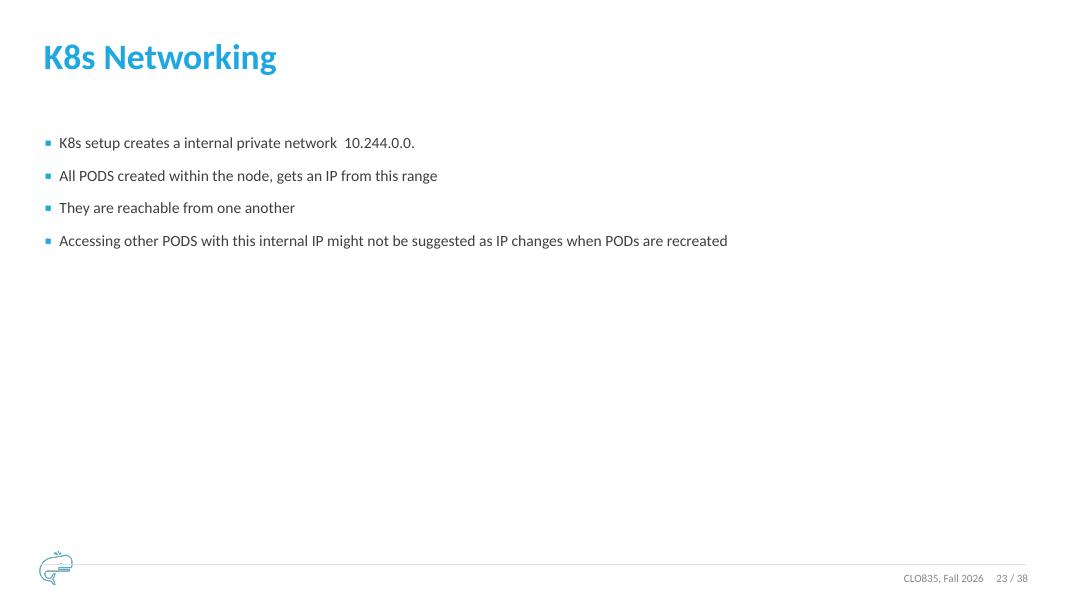 K8s Networking
K8s setup creates a internal private network  10.244.0.0.
All PODS created within the node, gets an IP from this range
They are reachable from one another
Accessing other PODS with this internal IP might not be suggested as IP changes when PODs are recreated
CLO835, Fall 2026    23 / 38